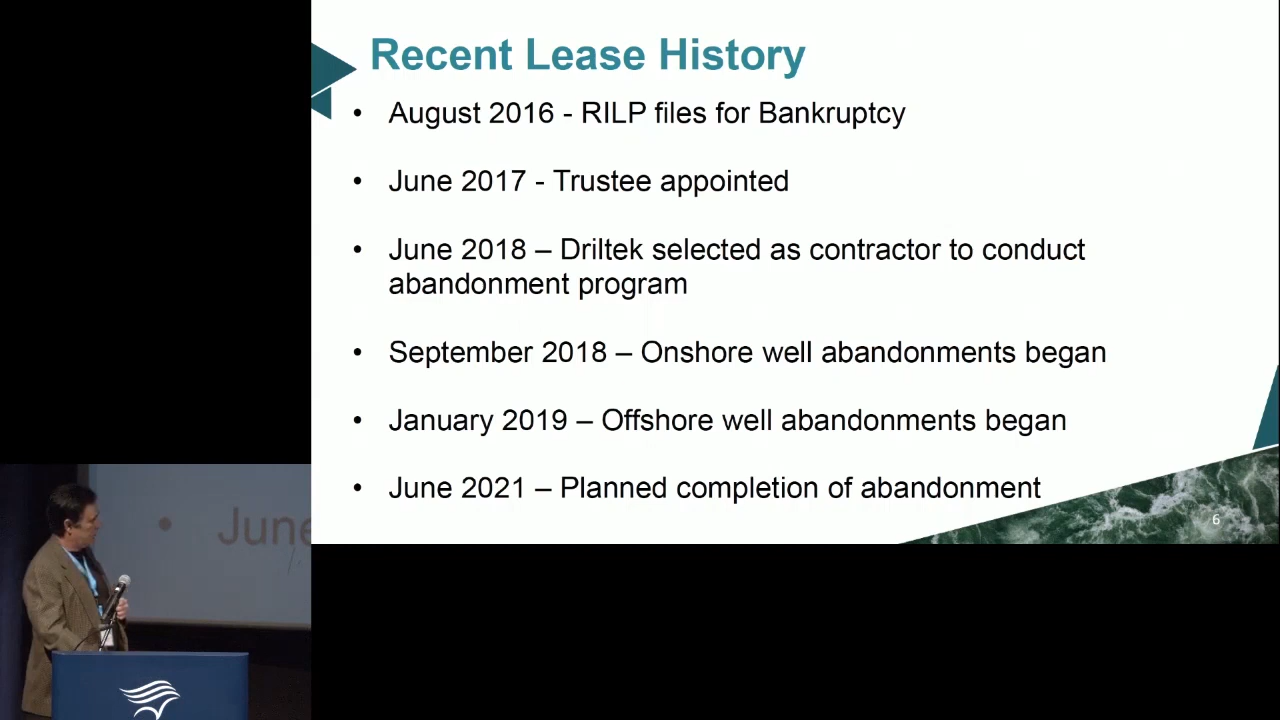 Recent Lease History
• August 2016 - RILP files for Bankruptcy
• June 2017 - Trustee appointed
• June 2018 – Driltek selected as contractor to conduct
abandonment program
• September 2018 – Onshore well abandonments began
• January 2019 – Offshore well abandonments began
• June 2021 – Planned completion of abandonment
6
• June